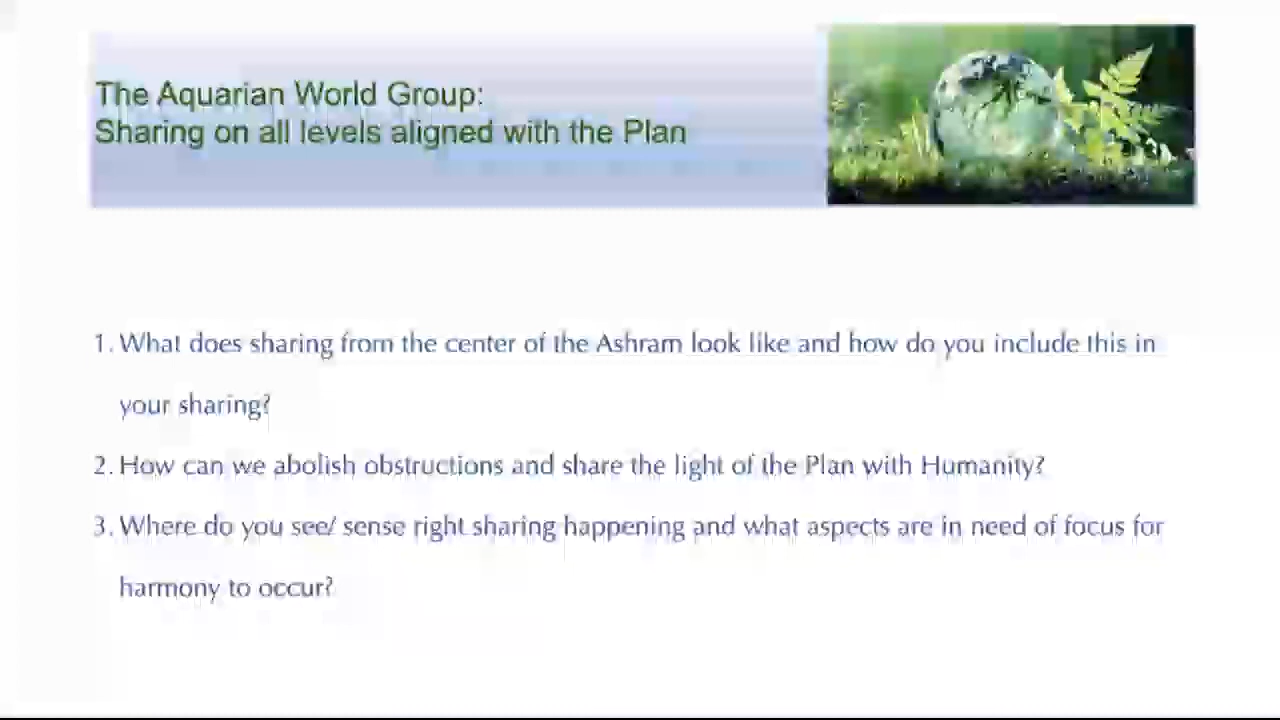 The Aquarian World Group:
Sharing on all levels aligned with the Plan
1. What does sharing from the center of the Ashram look like and how do you include this in
your sharing?
2. How can we abolish obstructions and share the light of the Plan with Humanity?
3. Where do you see/ sense right sharing happening and what aspects are in need of focus for
harmony to occur?